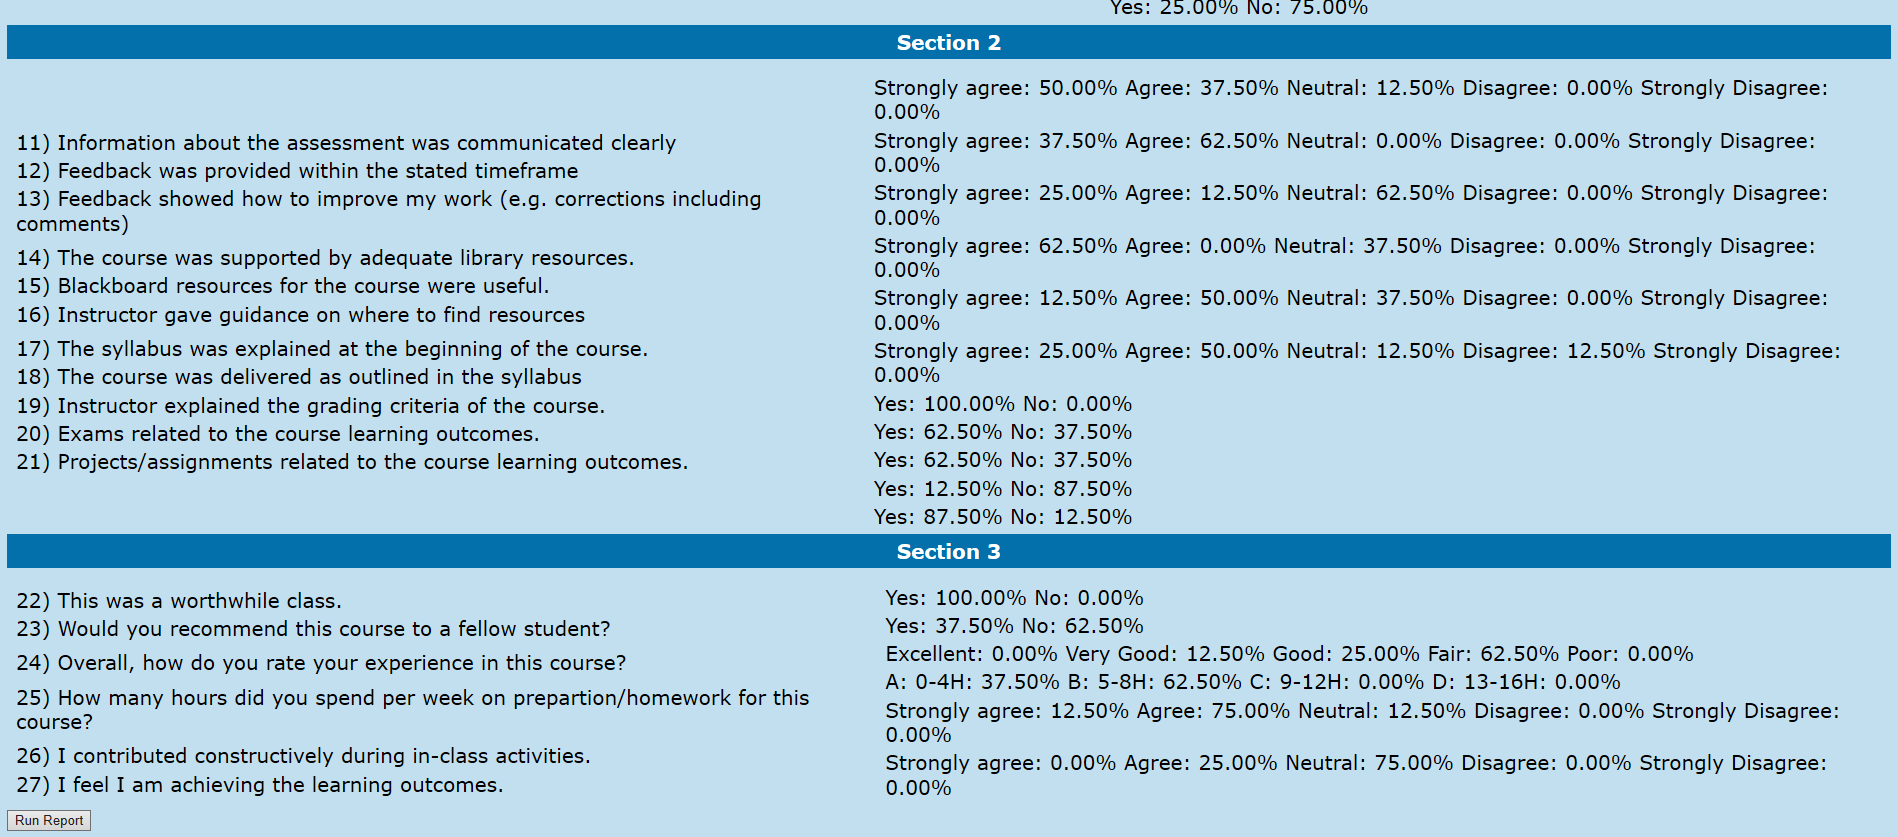 Yes: 25.00% No: 75.00%
Section 2
11) Information about the assessment was communicated clearly
12) Feedback was provided within the stated timeframe
13) Feedback showed how to improve my work (e.g. corrections including
comments)
14) The course was supported by adequate library resources.
15) Blackboard resources for the course were useful.
16) Instructor gave guidance on where to find resources
17) The syllabus was explained at the beginning of the course.
18) The course was delivered as outlined in the syllabus
19) Instructor explained the grading criteria of the course.
20) Exams related to the course learning outcomes.
21) Projects/assignments related to the course learning outcomes.
Strongly agree: 50.00% Agree: 37.50% Neutral: 12.50% Disagree: 0.00% Strongly Disagree:
0.00%
Strongly agree: 37.50% Agree: 62.50% Neutral: 0.00% Disagree: 0.00% Strongly Disagree:
0.00%
Strongly agree: 25.00% Agree: 12.50% Neutral: 62.50% Disagree: 0.00% Strongly Disagree:
0.00%
Strongly agree: 62.50% Agree: 0.00% Neutral: 37.50% Disagree: 0.00% Strongly Disagree:
0.00%
Strongly agree: 12.50% Agree: 50.00% Neutral: 37.50% Disagree: 0.00% Strongly Disagree:
0.00%
Strongly agree: 25.00% Agree: 50.00% Neutral: 12.50% Disagree: 12.50% Strongly Disagree:
0.00%
Yes: 100.00% No: 0.00%
Yes: 62.50% No: 37.50%
Yes: 62.50% No: 37.50%
Yes: 12.50% No: 87.50%
Yes: 87.50% No: 12.50%
Section 3
22) This was a worthwhile class.
23) Would you recommend this course to a fellow student?
24) Overall, how do you rate your experience in this course?
25) How many hours did you spend per week on prepartion/homework for this
course?
26) I contributed constructively during in-class activities.
27) I feel I am achieving the learning outcomes.
Yes: 100.00% No: 0.00%
Yes: 37.50% No: 62.50%
Excellent: 0.00% Very Good: 12.50% Good: 25.00% Fair: 62.50% Poor: 0.00%
A: 0-4H: 37.50% B: 5-8H: 62.50% C: 9-12H: 0.00% D: 13-16H: 0.00%
Strongly agree: 12.50% Agree: 75.00% Neutral: 12.50% Disagree: 0.00% Strongly Disagree:
0.00%
Strongly agree: 0.00% Agree: 25.00% Neutral: 75.00% Disagree: 0.00% Strongly Disagree:
0.00%
Run Report